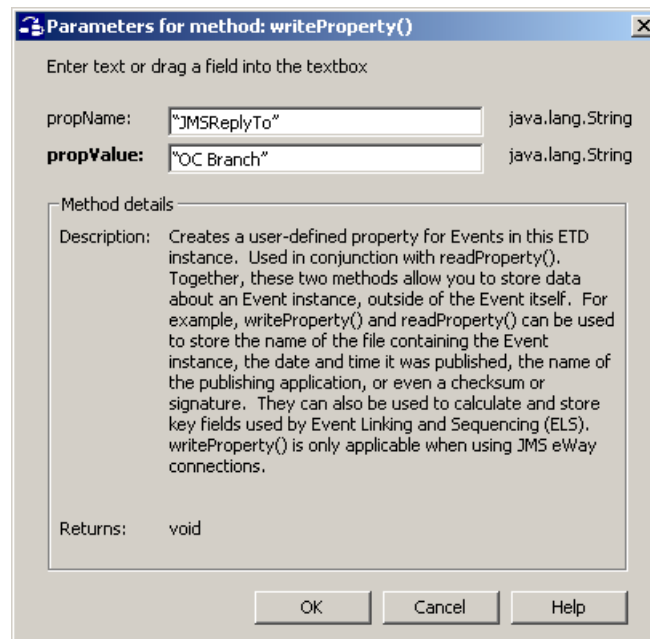 Parameters for method: writeProperty()
Enter text or drag a field into the textbox
propName: "JMSReplyTo" java.lang.String
propValue: "OC Branch" java.lang.String
Method details
Description: Creates a user-defined property for Events in this ETD
instance. Used in conjunction with readProperty().
Together, these two methods allow you to store data
about an Event instance, outside of the Event itself. For
example, writeProperty() and readProperty() can be used
to store the name of the file containing the Event
instance, the date and time it was published, the name of
the publishing application, or even a checksum or
signature. They can also be used to calculate and store
key fields used by Event Linking and Sequencing (ELS).
writeProperty() is only applicable when using JMS eWay
connections.
Returns: void
OK Cancel Help